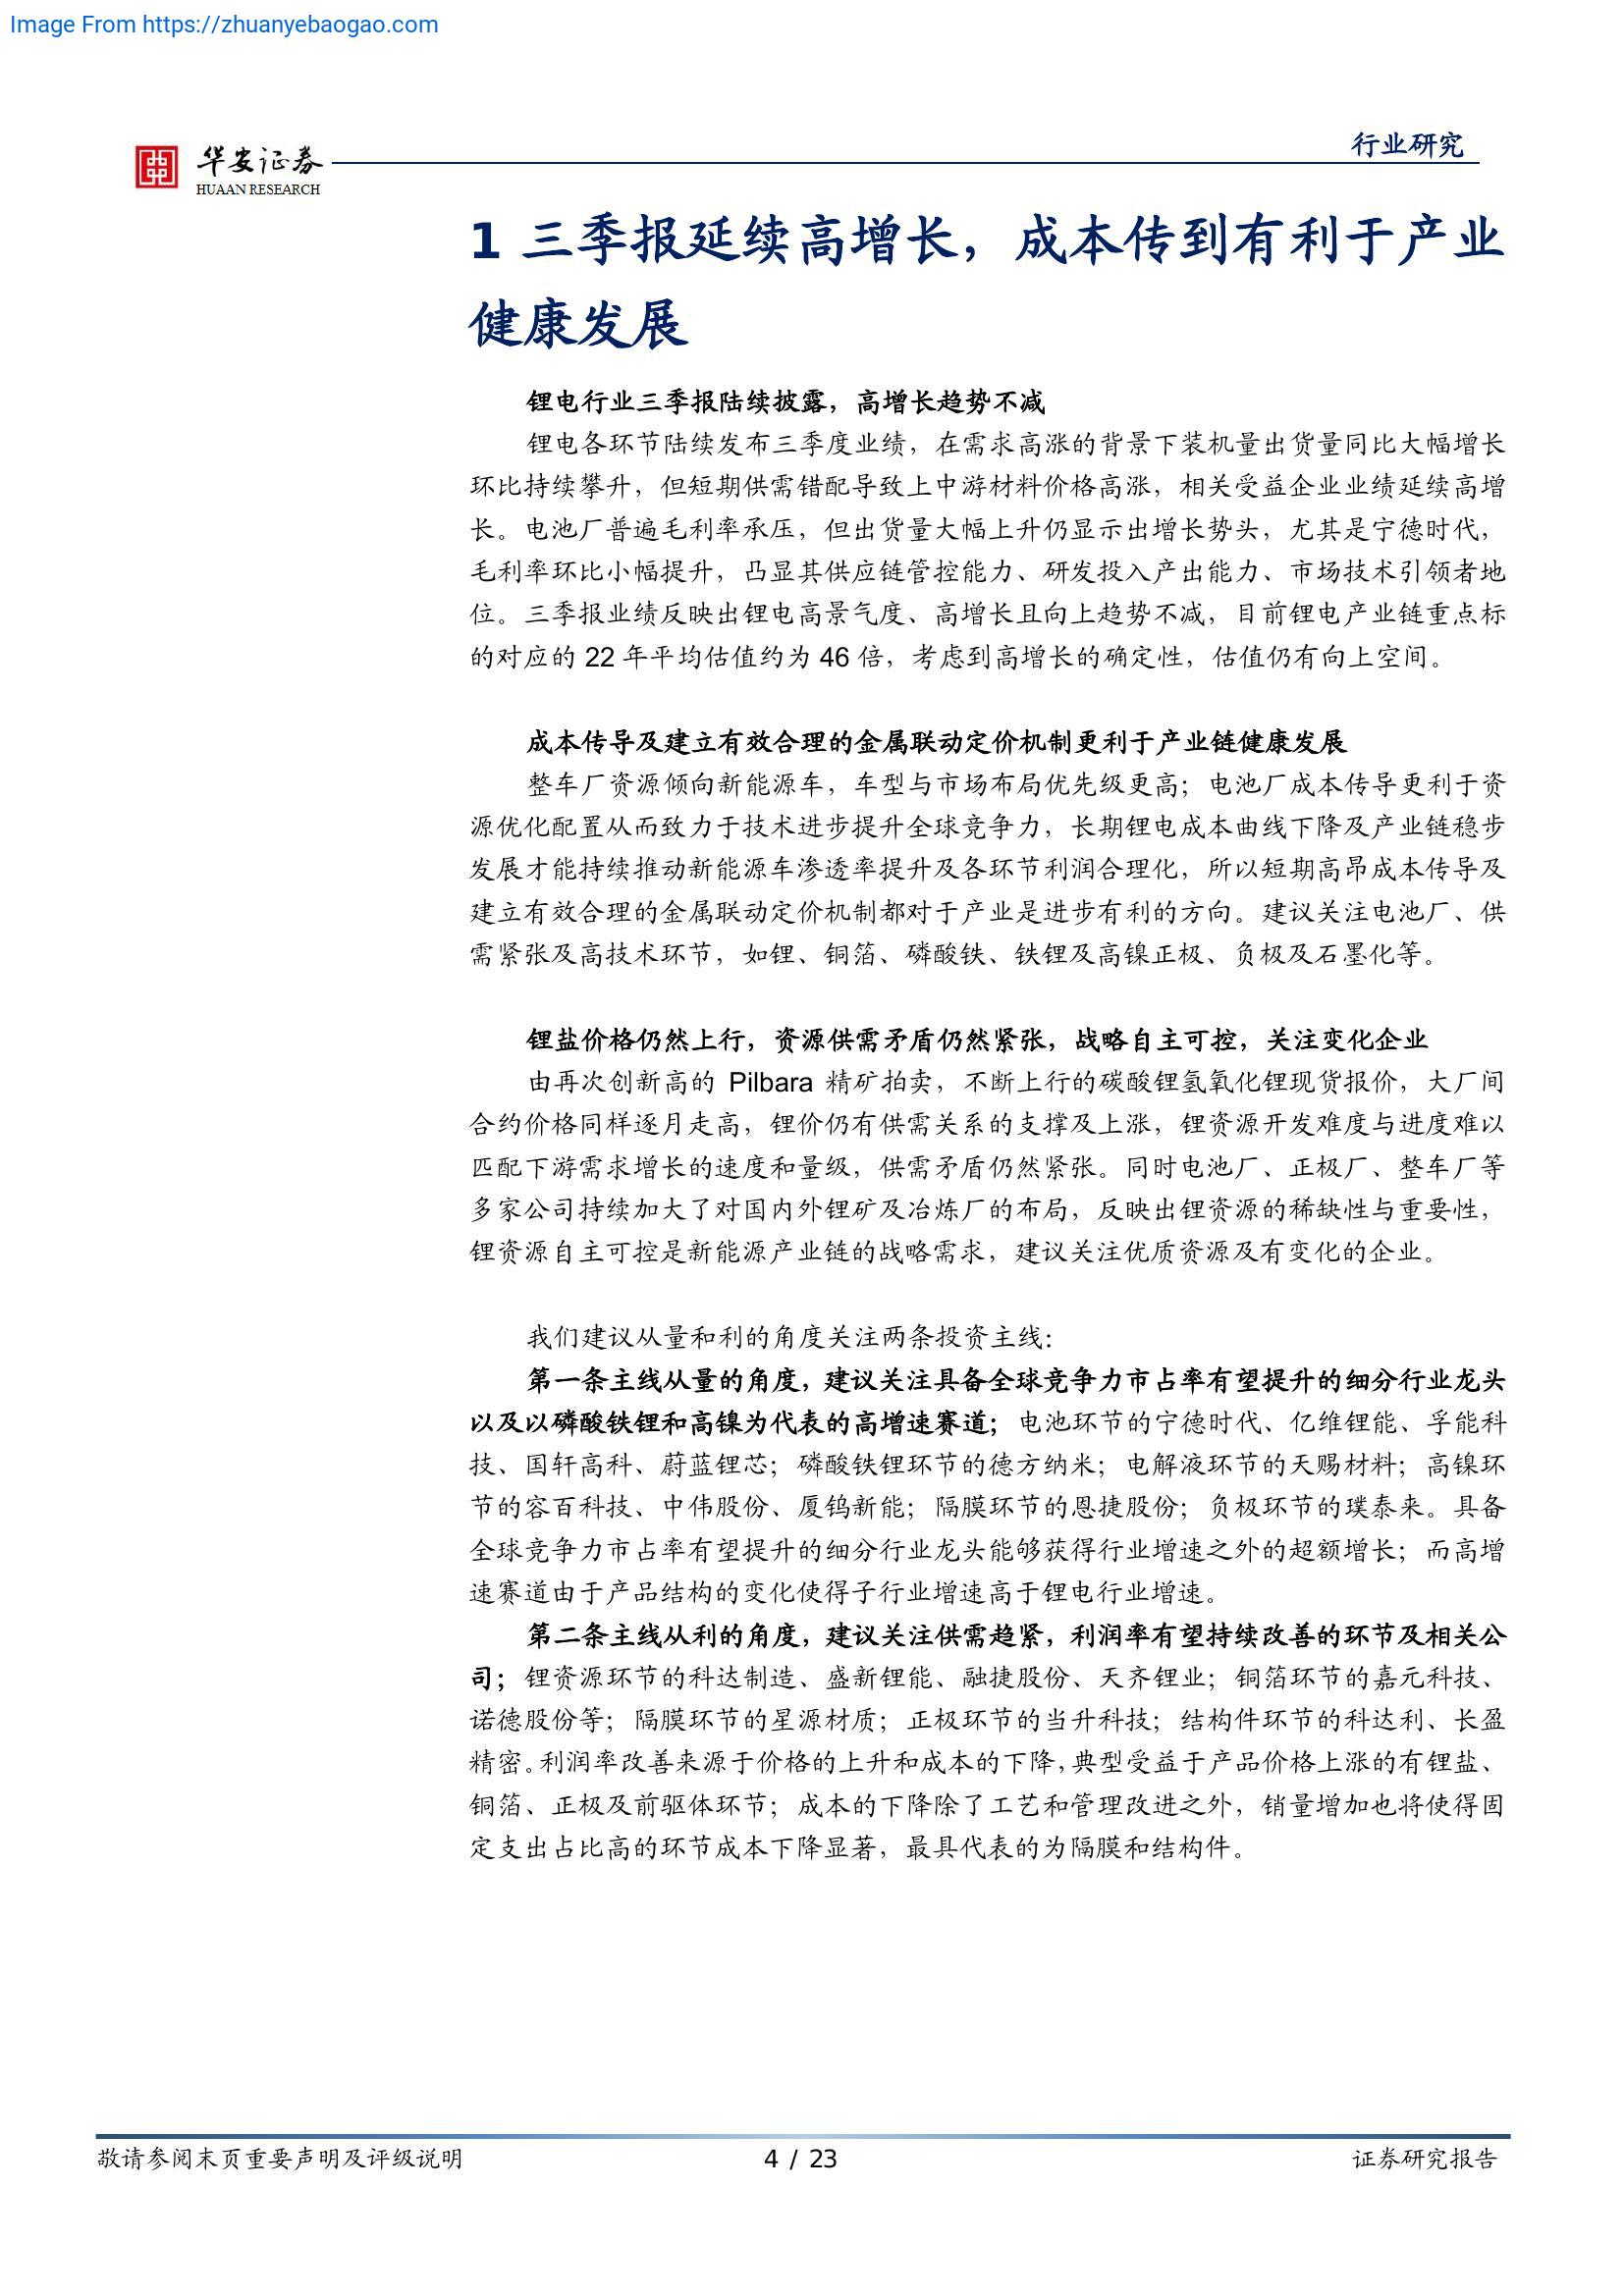 Image From https://zhuanyebaogao.com
行业研究
华安证券
HUAAN RESEARCH
1 三季报延续高增长，成本传到有利于产业
健康发展
锂电行业三季报陆续披露，高增长趋势不减
锂电各环节陆续发布三季度业绩，在需求高涨的背景下装机量出货量同比大幅增长
环比持续攀升，但短期供需错配导致上中游材料价格高涨，相关受益企业业绩延续高增
长。电池厂普遍毛利率承压，但出货量大幅上升仍显示出增长势头，尤其是宁德时代，
毛利率环比小幅提升，凸显其供应链管控能力、研发投入产出能力、市场技术引领者地
位。三季报业绩反映出锂电高景气度、高增长且向上趋势不减，目前锂电产业链重点标
的对应的 22 年平均估值约为 46 倍，考虑到高增长的确定性，估值仍有向上空间。
成本传导及建立有效合理的金属联动定价机制更利于产业链健康发展
整车厂资源倾向新能源车，车型与市场布局优先级更高；电池厂成本传导更利于资
源优化配置从而致力于技术进步提升全球竞争力，长期锂电成本曲线下降及产业链稳步
发展才能持续推动新能源车渗透率提升及各环节利润合理化，所以短期高昂成本传导及
建立有效合理的金属联动定价机制都对于产业是进步有利的方向。建议关注电池厂、供
需紧张及高技术环节，如锂、铜箔、磷酸铁、铁锂及高镍正极、负极及石墨化等。
锂盐价格仍然上行，资源供需矛盾仍然紧张，战略自主可控，关注变化企业
由再次创新高的 Pilbara 精矿拍卖，不断上行的碳酸锂氢氧化锂现货报价，大厂间
合约价格同样逐月走高，锂价仍有供需关系的支撑及上涨，锂资源开发难度与进度难以
匹配下游需求增长的速度和量级，供需矛盾仍然紧张。同时电池厂、正极厂、整车厂等
多家公司持续加大了对国内外锂矿及冶炼厂的布局，反映出锂资源的稀缺性与重要性，
锂资源自主可控是新能源产业链的战略需求，建议关注优质资源及有变化的企业。
我们建议从量和利的角度关注两条投资主线：
第一条主线从量的角度，建议关注具备全球竞争力市占率有望提升的细分行业龙头
以及以磷酸铁锂和高镍为代表的高增速赛道；电池环节的宁德时代、亿维锂能、孚能科
技、国轩高科、蔚蓝锂芯；磷酸铁锂环节的德方纳米；电解液环节的天赐材料；高镍环
节的容百科技、中伟股份、厦钨新能；隔膜环节的恩捷股份；负极环节的璞泰来。具备
全球竞争力市占率有望提升的细分行业龙头能够获得行业增速之外的超额增长；而高增
速赛道由于产品结构的变化使得子行业增速高于锂电行业增速。
第二条主线从利的角度，建议关注供需趋紧，利润率有望持续改善的环节及相关公
司；锂资源环节的科达制造、盛新锂能、融捷股份、天齐锂业；铜箔环节的嘉元科技、
诺德股份等；隔膜环节的星源材质；正极环节的当升科技；结构件环节的科达利、长盈
精密。利润率改善来源于价格的上升和成本的下降，典型受益于产品价格上涨的有锂盐、
铜箔、正极及前驱体环节；成本的下降除了工艺和管理改进之外，销量增加也将使得固
定支出占比高的环节成本下降显著，最具代表的为隔膜和结构件。
敬请参阅末页重要声明及评级说明
4 / 23
证券研究报告